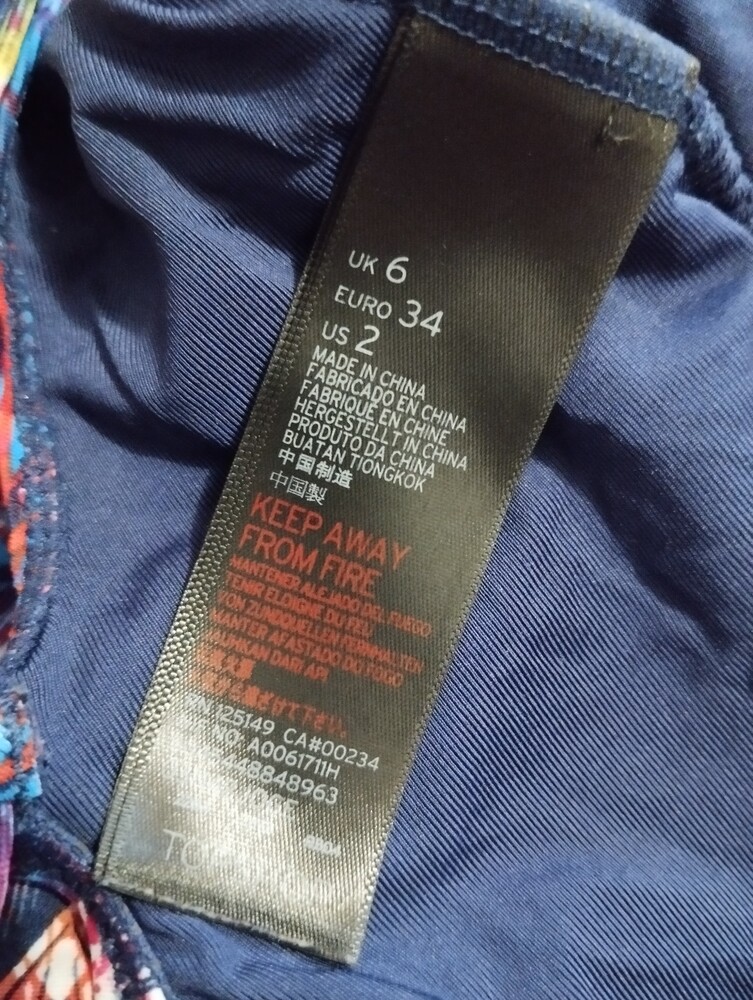 UK 6
EURO 34
US 2
MADE IN CHINA
FABRICADO EN CHINA
FABRIQUÉ EN CHINE
HERGESTELLT IN CHINA
PRODUTO DA CHINA
BUATAN TIONGKOK
中国制造
中国製
KEEP AWAY
FROM FIRE
MANTENER ALEJADO DEL FUEGO
TENIR ELOIGNE DU FEU
VON ZUNIQUELLEN FERNHALTEN
MANTER AFASTADO DO FOGO
DARI API
125149 CA#00234
NO. A0061711H
448848963